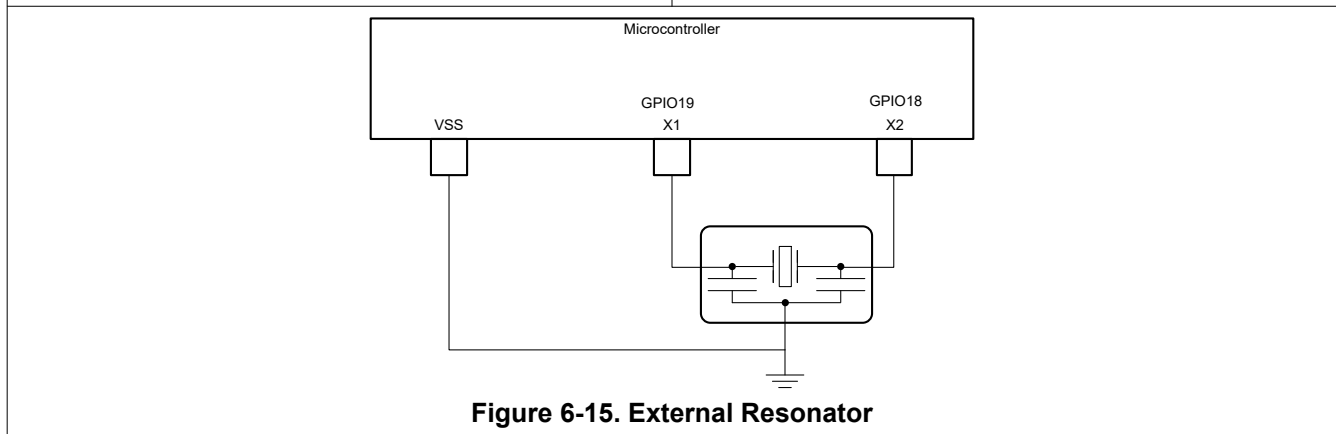 Microcontroller
GPIO19
GPIO18
VSS
X1
X2
Figure 6-15. External Resonator